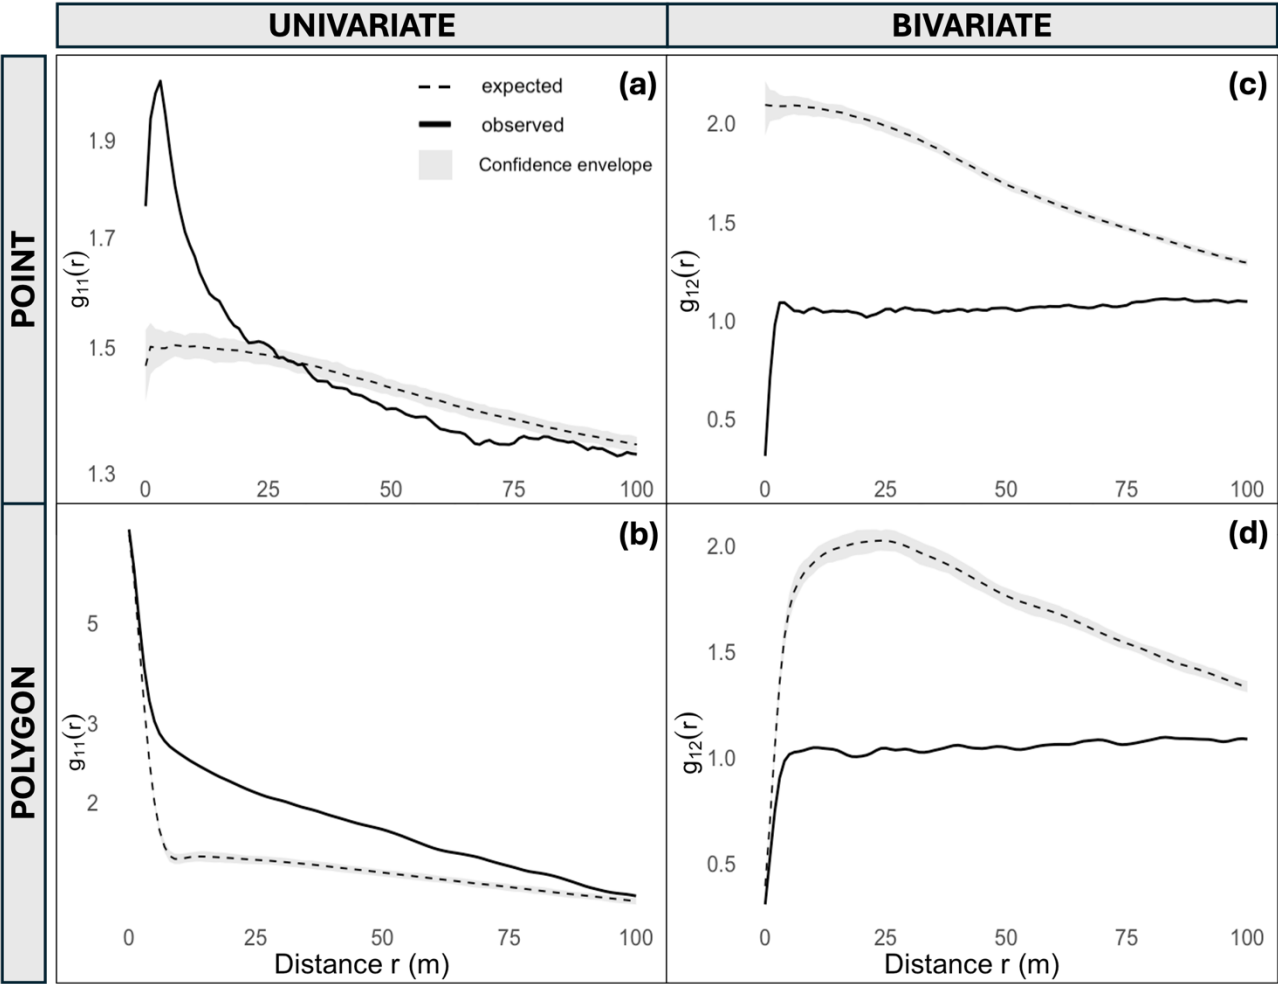 UNIVARIATE
BIVARIATE
POINT
(a)
expected
observed
Confidence envelope
g11(r)
1.9
1.7
1.5
1.3
0 25 50 75 100
(c)
g12(r)
2.0
1.5
1.0
0.5
0 25 50 75 100
POLYGON
(b)
g11(r)
5
3
2
0 25 50 75 100
Distance r (m)
(d)
g12(r)
2.0
1.5
1.0
0.5
0 25 50 75 100
Distance r (m)